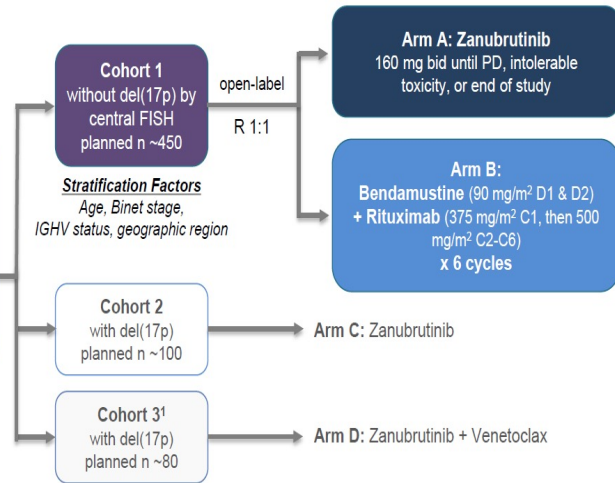 Cohort 1
without del(17p) by
central FISH
planned n ~450
Stratification Factors
Age, Binet stage,
IGHV status, geographic region
open-label
R 1:1
Arm A: Zanubrutinib
160 mg bid until PD, intolerable
toxicity, or end of study
Arm B:
Bendamustine (90 mg/m² D1 & D2)
+ Rituximab (375 mg/m² C1, then 500
mg/m² C2-C6)
x 6 cycles
Cohort 2
with del(17p)
planned n ~100
Arm C: Zanubrutinib
Cohort 3¹
with del(17p)
planned n ~80
Arm D: Zanubrutinib + Venetoclax